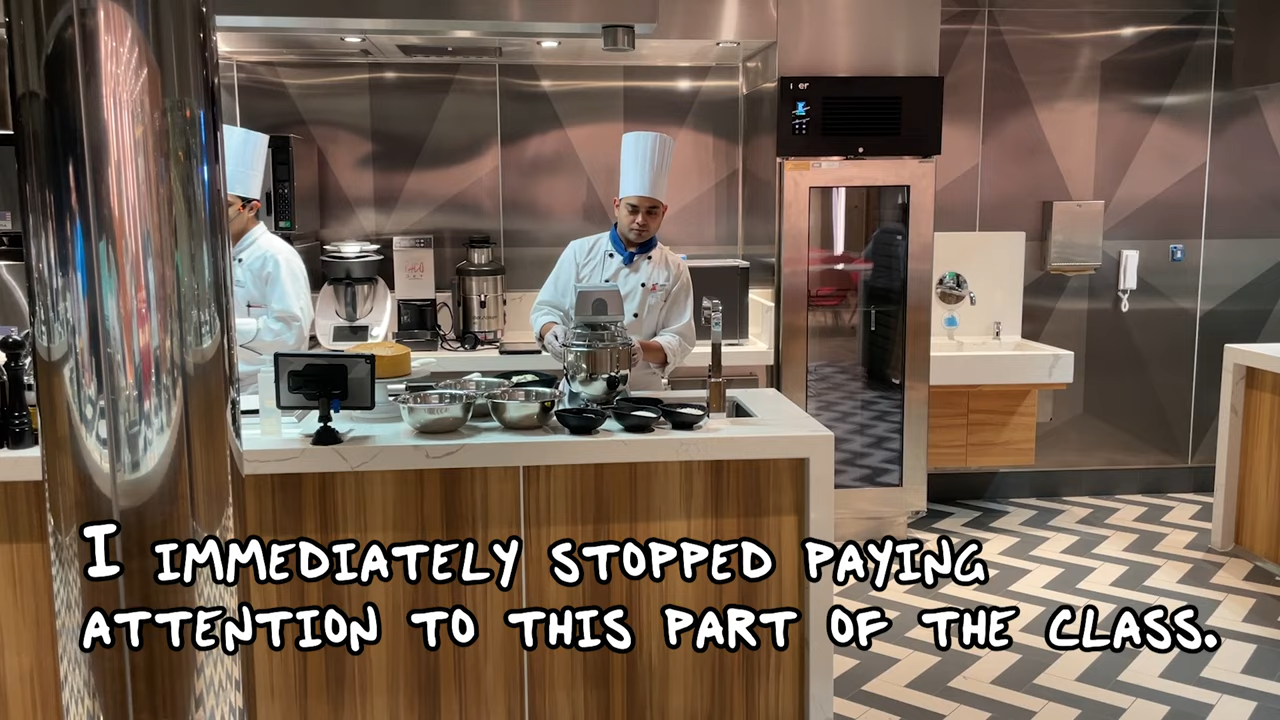 I IMMEDIATELY STOPPED PAYING
ATTENTION TO THIS PART OF THE CLASS.